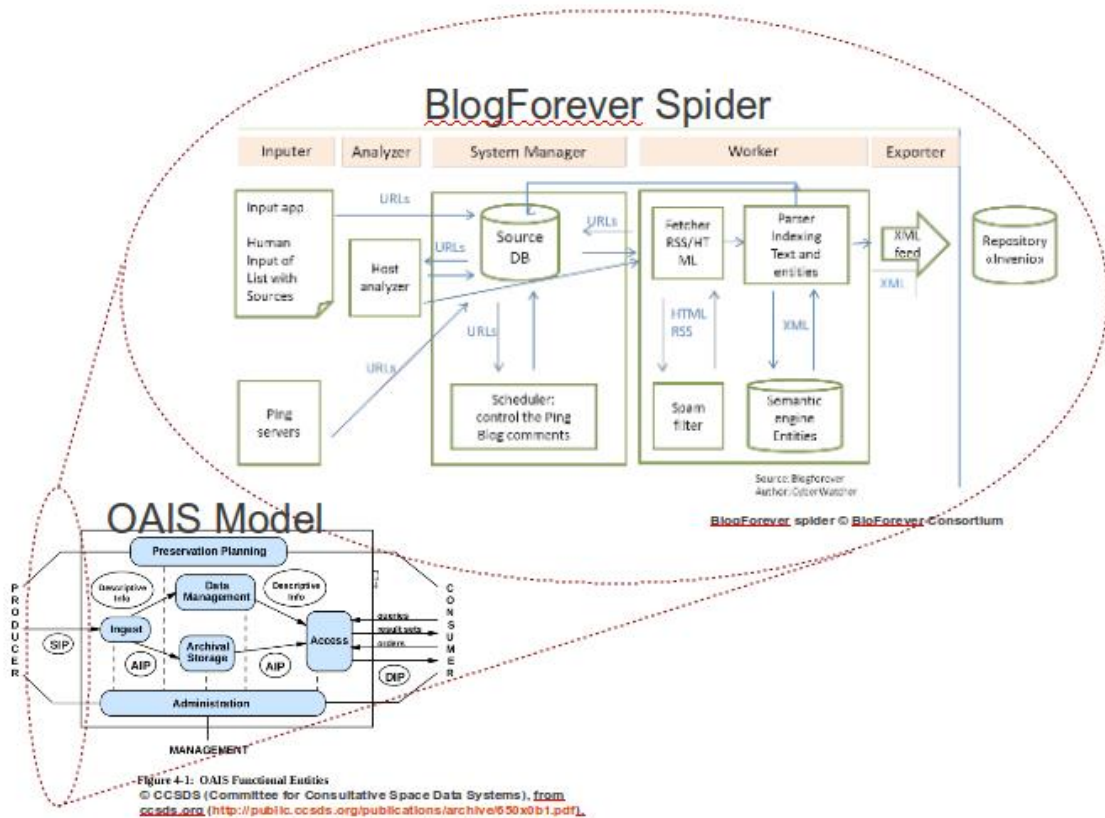 BlogForever Spider
Inputer
Analyzer
System Manager
Worker
Exporter
Input app
Human
Input of
List with
Sources
URLs
Host
analyzer
URLs
Source
DB
URLs
Fetcher
RSS/HT
ML
Parser
Indexing
Text and
entities
XML
feed
XML
Repository
«Invenio»
URLs
URLs
HTML
RSS
XML
Ping
servers
Scheduler:
control the Ping
Blog comments
Spam
filter
Semantic
engine
Entities
Source: Blogforever
Author: CyberWatcher
BlogForever spider © BloForever Consortium
OAIS Model
PRODUCER
SIP
Preservation Planning
Descriptive
Info
Data
Management
Descriptive
Info
Ingest
Archival
Storage
Access
AIP
AIP
queries
result sets
orders
DIP
CONSUMER
Administration
MANAGEMENT
Figure 4-1: OAIS Functional Entities
© CCSDS (Committee for Consultative Space Data Systems), from
ccsds.org (http://public.ccsds.org/publications/archive/650x0b1.pdf).